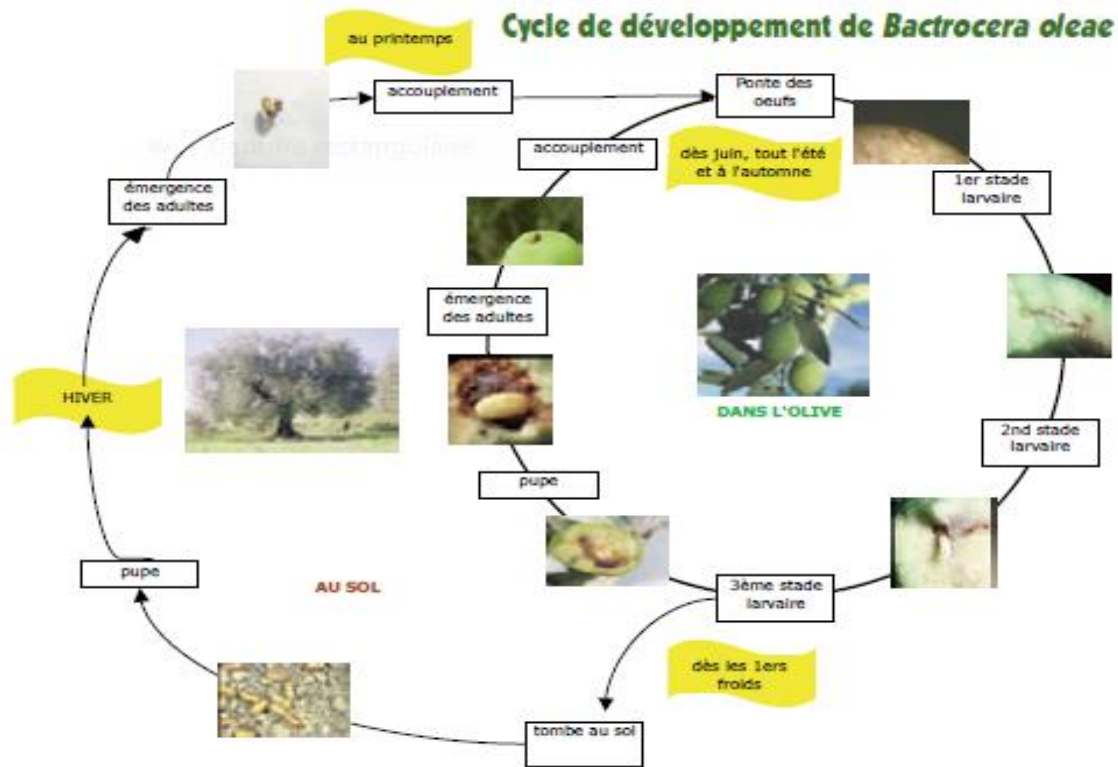 Cycle de développement de Bactrocera oleae
au printemps
accouplement
Ponte des
oeufs
accouplement
dès juin, tout l'été
et à l'automne
1er stade
larvaire
émergence
des adultes
émergence
des adultes
HIVER
DANS L'OLIVE
2nd stade
larvaire
pupe
pupe
AU SOL
3ème stade
larvaire
dès les 1ers
froids
tombe au sol